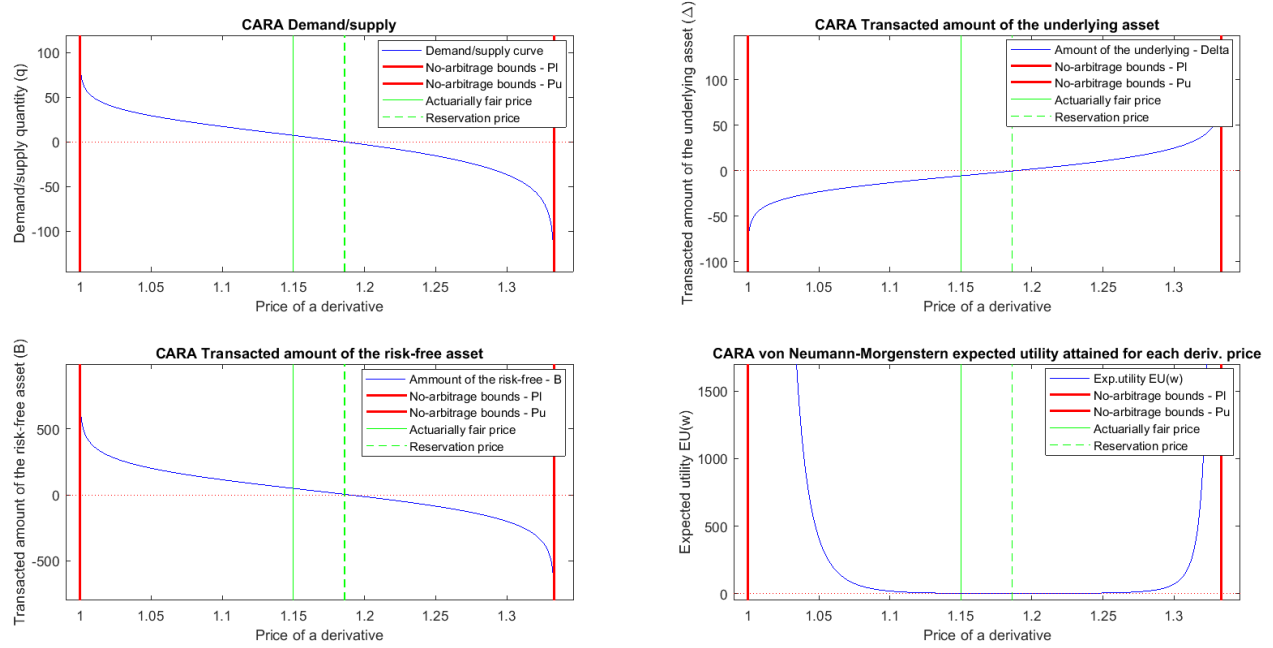 CARA Demand/supply
Demand/supply quantity (q)
100
50
0
-50
-100
Demand/supply curve
No-arbitrage bounds - Pl
No-arbitrage bounds - Pu
Actuarially fair price
Reservation price
1 1.05 1.1 1.15 1.2 1.25 1.3
Price of a derivative
CARA Transacted amount of the underlying asset
Transacted amount of the underlying asset (△)
100
50
0
-50
-100
Amount of the underlying - Delta
No-arbitrage bounds - Pl
No-arbitrage bounds - Pu
Actuarially fair price
Reservation price
1 1.05 1.1 1.15 1.2 1.25 1.3
Price of a derivative
CARA Transacted amount of the risk-free asset
Transacted amount of the risk-free asset (B)
500
0
-500
Ammount of the risk-free - B
No-arbitrage bounds - Pl
No-arbitrage bounds - Pu
Actuarially fair price
Reservation price
1 1.05 1.1 1.15 1.2 1.25 1.3
Price of a derivative
CARA von Neumann-Morgenstern expected utility attained for each deriv. price
Expected utility EU(w)
1500
1000
500
0
Exp.utility EU(w)
No-arbitrage bounds - Pl
No-arbitrage bounds - Pu
Actuarially fair price
Reservation price
1 1.05 1.1 1.15 1.2 1.25 1.3
Price of a derivative